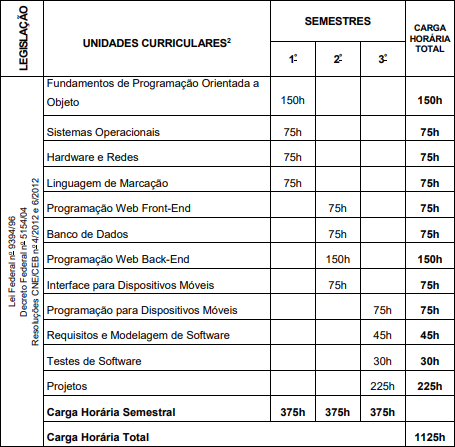 LEGISLAÇÃO
UNIDADES CURRICULARES²
SEMESTRES
CARGA
HORÁRIA
TOTAL
1º
2º
3º
Lei Federal nº 9394/96
Decreto Federal nº 5154/04
Resoluções CNE/CEB nº 4/2012 e 6/2012
Fundamentos de Programação Orientada a
Objeto 150h 150h
Sistemas Operacionais 75h 75h
Hardware e Redes 75h 75h
Linguagem de Marcação 75h 75h
Programação Web Front-End 75h 75h
Banco de Dados 75h 75h
Programação Web Back-End 150h 150h
Interface para Dispositivos Móveis 75h 75h
Programação para Dispositivos Móveis 75h 75h
Requisitos e Modelagem de Software 45h 45h
Testes de Software 30h 30h
Projetos 225h 225h
Carga Horária Semestral 375h 375h 375h
Carga Horária Total 1125h